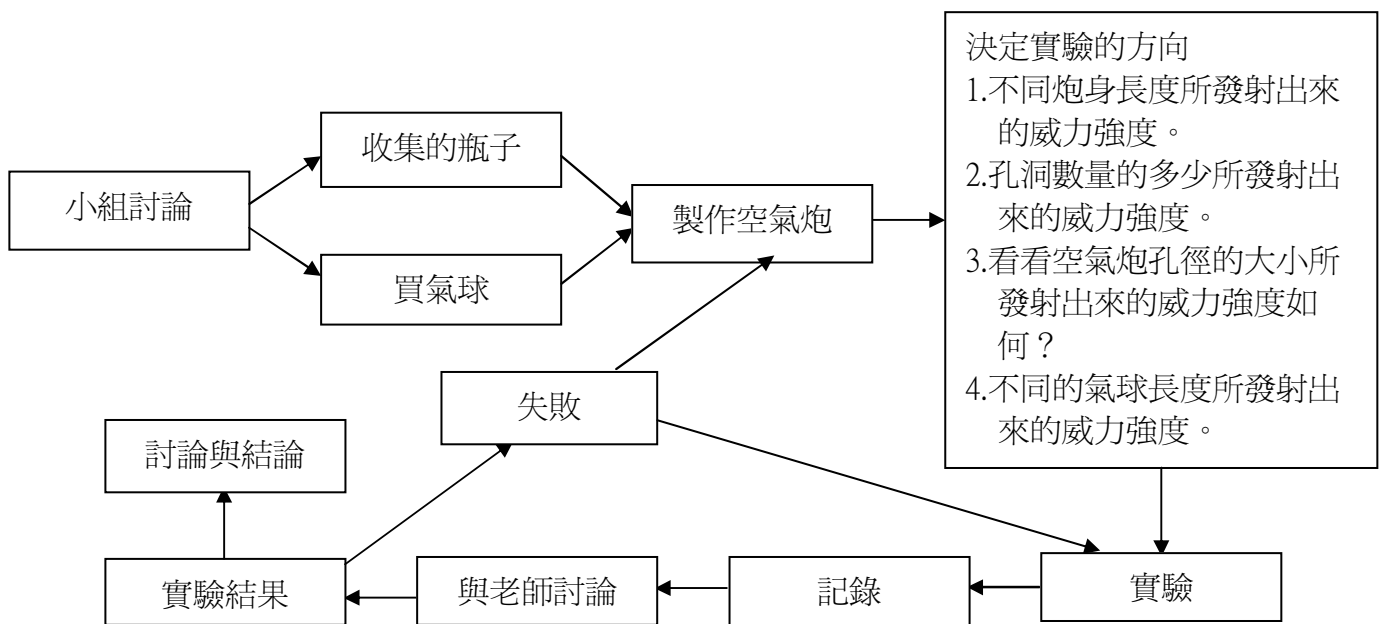 小組討論
收集的瓶子
買氣球
製作空氣炮
決定實驗的方向
1.不同炮身長度所發射出來
的威力強度。
2.孔洞數量的多少所發射出
來的威力強度。
3.看看空氣炮孔徑的大小所
發射出來的威力強度如
何？
4.不同的氣球長度所發射出
來的威力強度。
失敗
討論與結論
實驗結果
與老師討論
記錄
實驗